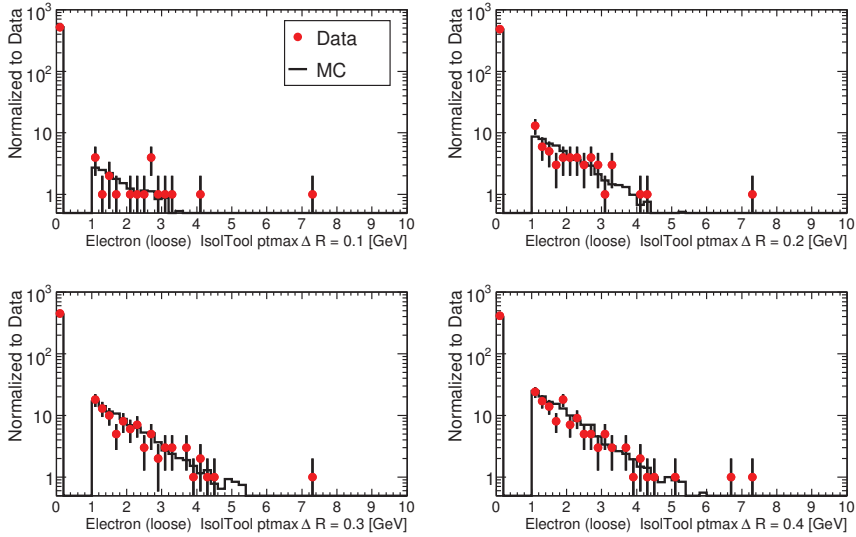 Normalized to Data
10³
10²
10
1
Data
MC
0 1 2 3 4 5 6 7 8 9 10
Electron (loose) IsolTool ptmax Δ R = 0.1 [GeV]
Normalized to Data
10³
10²
10
1
0 1 2 3 4 5 6 7 8 9 10
Electron (loose) IsolTool ptmax Δ R = 0.2 [GeV]
Normalized to Data
10³
10²
10
1
0 1 2 3 4 5 6 7 8 9 10
Electron (loose) IsolTool ptmax Δ R = 0.3 [GeV]
Normalized to Data
10³
10²
10
1
0 1 2 3 4 5 6 7 8 9 10
Electron (loose) IsolTool ptmax Δ R = 0.4 [GeV]